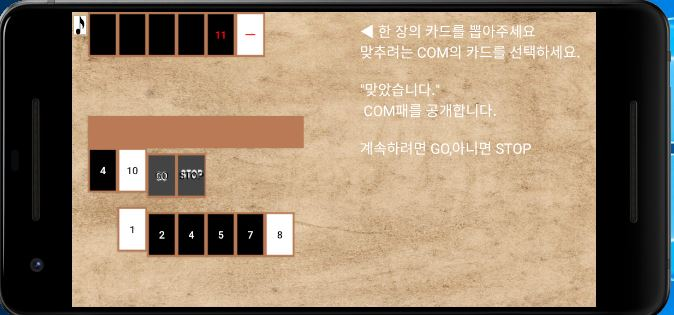 11 —
◀ 한 장의 카드를 뽑아주세요
맞추려는 COM의 카드를 선택하세요.
"맞았습니다."
COM패를 공개합니다.
계속하려면 GO,아니면 STOP
4 10 GO STOP
1 2 4 5 7 8